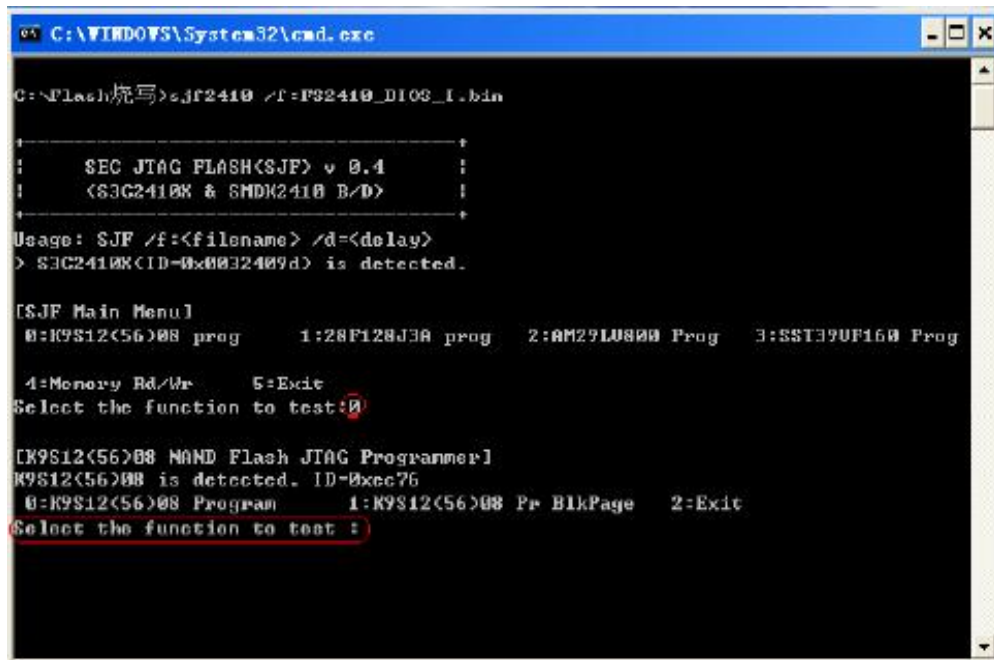 C:\WINDOWS\System32\cmd.exe
C:\Flash烧写>sjf2410 /f:FS2410_BIOS_I.bin
+------------------------------------------+
|      SEC JTAG FLASH(SJF) v 0.4      |
|      (S3C2410X & SMDK2410 B/D)      |
+------------------------------------------+
Usage: SJF /f:<filename> /d=<delay>
> S3C2410X(ID=0x0032409d) is detected.
[SJF Main Menu]
0:K9S12(56)08 prog      1:28F128J3A prog   2:AM29LV800 Prog   3:SST39VF160 Prog
4:Memory Rd/Wr      5:Exit
Select the function to test:0
[K9S12(56)08 NAND Flash JTAG Programmer]
K9S12(56)08 is detected. ID=0xec76
0:K9S12(56)08 Program      1:K9S12(56)08 Pr BlkPage   2:Exit
Select the function to test :